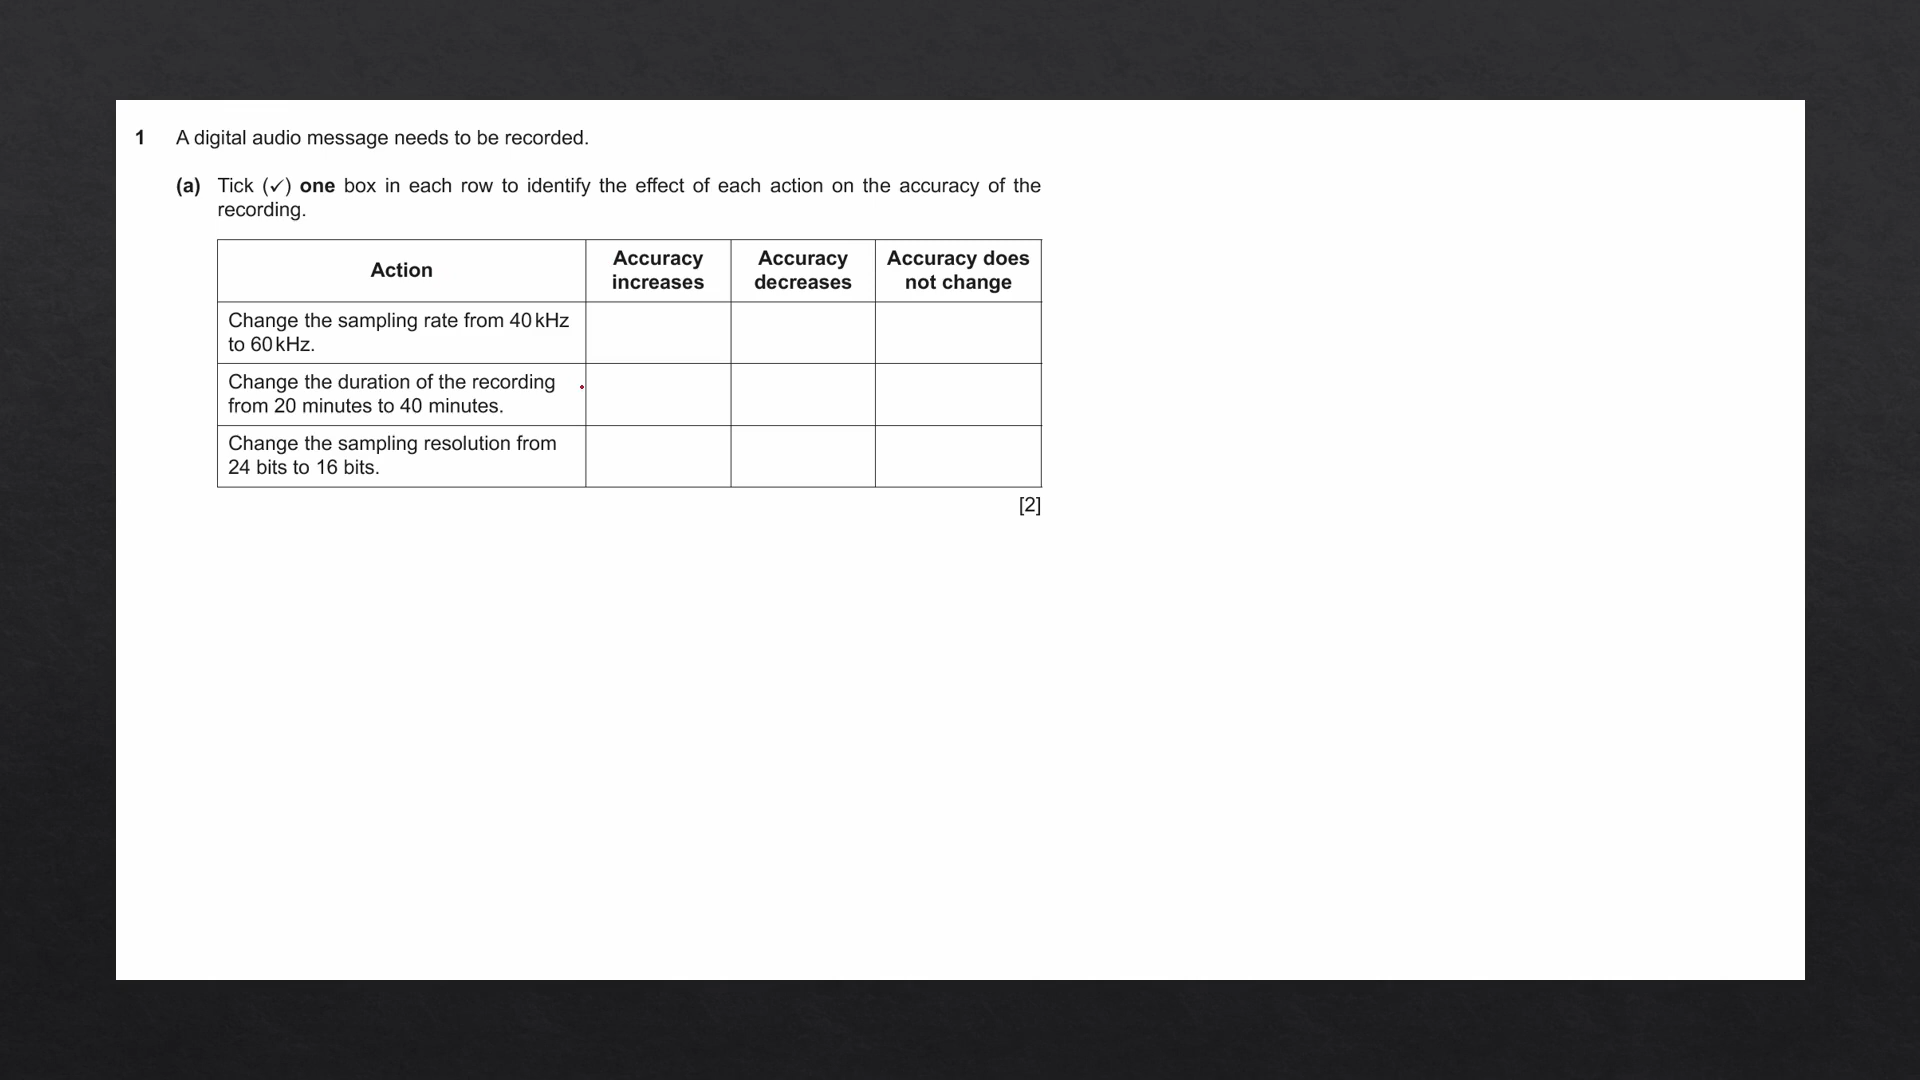 1 A digital audio message needs to be recorded.
(a) Tick (✓) one box in each row to identify the effect of each action on the accuracy of the
recording.
Action
Accuracy
increases
Accuracy
decreases
Accuracy does
not change
Change the sampling rate from 40 kHz
to 60 kHz.
Change the duration of the recording
from 20 minutes to 40 minutes.
Change the sampling resolution from
24 bits to 16 bits.
[2]